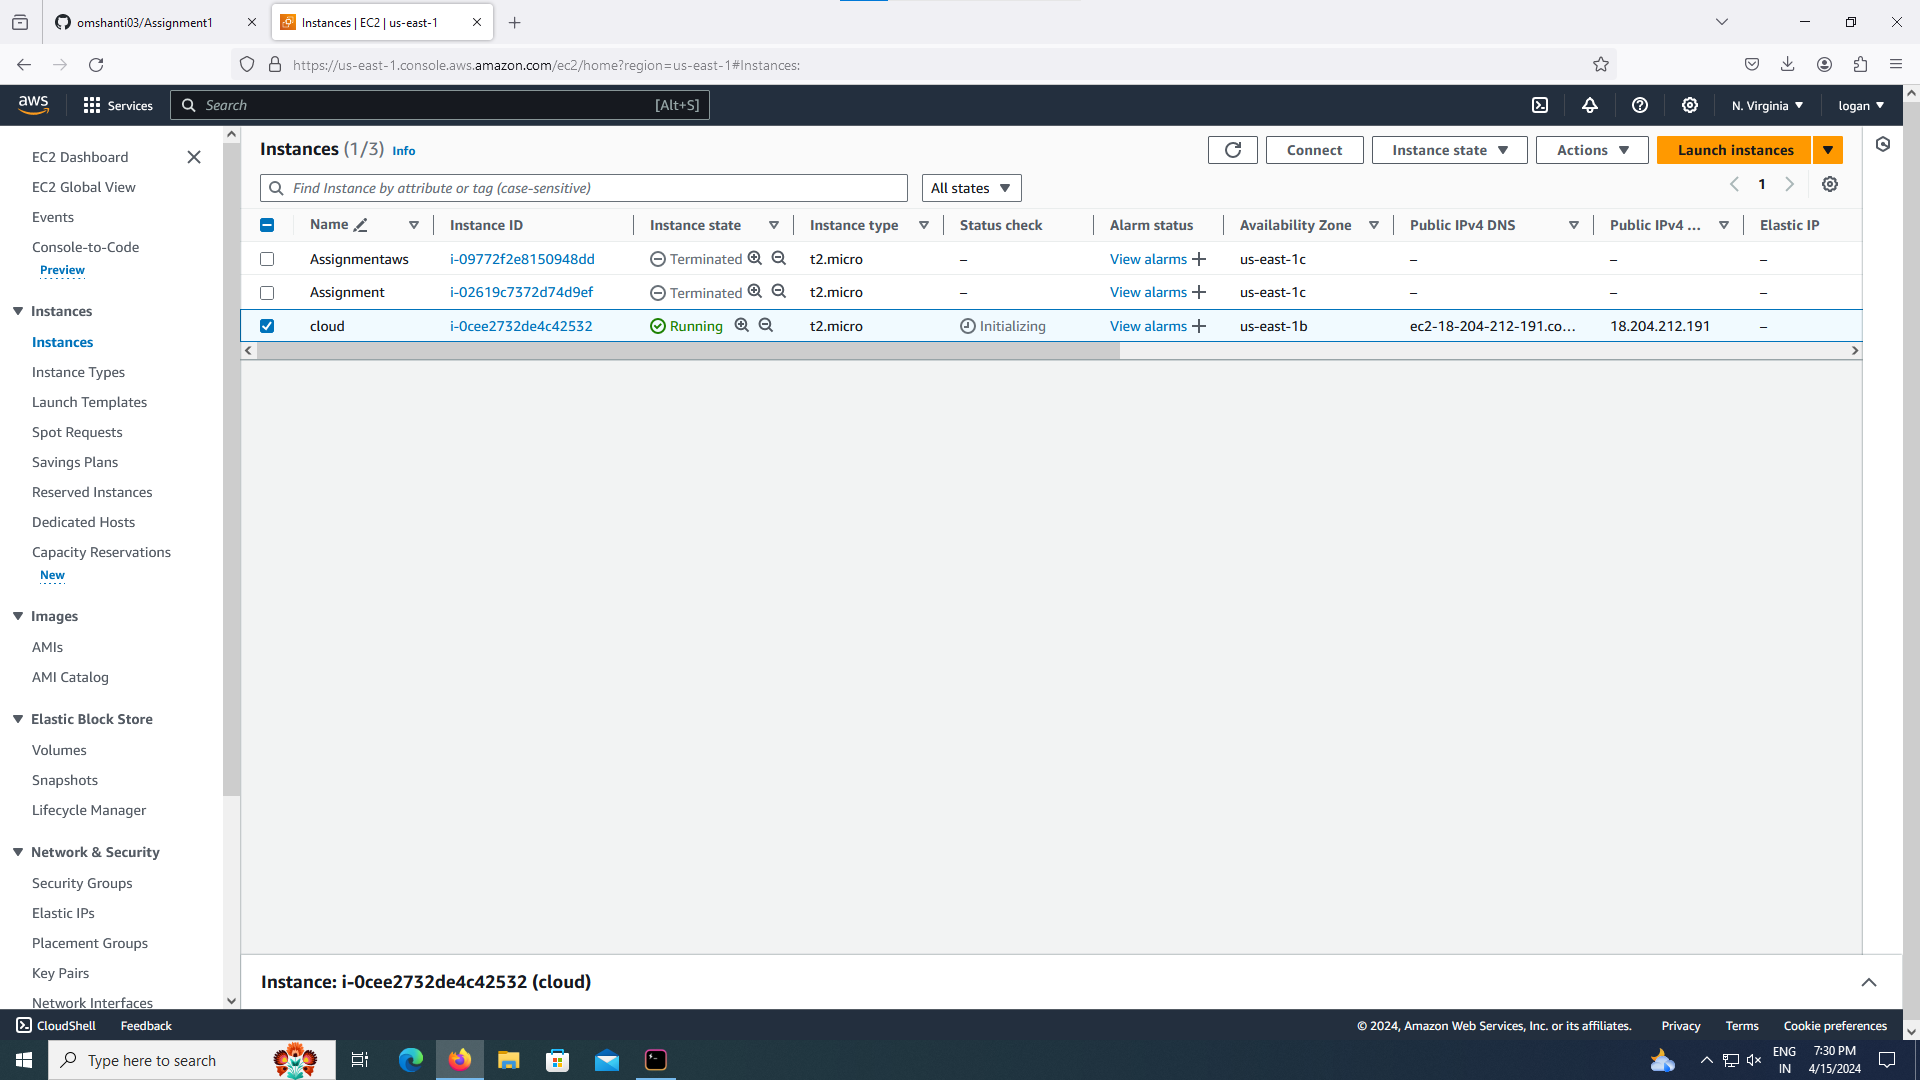 omshanti03/Assignment1
Instances | EC2 | us-east-1
https://us-east-1.console.aws.amazon.com/ec2/home?region=us-east-1#Instances:
aws
Services
Search
[Alt+S]
N. Virginia
logan
EC2 Dashboard
EC2 Global View
Events
Console-to-Code
Preview
Instances
Instances
Instance Types
Launch Templates
Spot Requests
Savings Plans
Reserved Instances
Dedicated Hosts
Capacity Reservations
New
Images
AMIs
AMI Catalog
Elastic Block Store
Volumes
Snapshots
Lifecycle Manager
Network & Security
Security Groups
Elastic IPs
Placement Groups
Key Pairs
Network Interfaces
Instances (1/3) Info
Connect
Instance state
Actions
Launch instances
Find Instance by attribute or tag (case-sensitive)
All states
1
Name Instance ID Instance state Instance type Status check Alarm status Availability Zone Public IPv4 DNS Public IPv4 ... Elastic IP
Assignmentaws i-09772f2e8150948dd Terminated t2.micro – View alarms us-east-1c – – –
Assignment i-02619c7372d74d9ef Terminated t2.micro – View alarms us-east-1c – – –
cloud i-0cee2732de4c42532 Running t2.micro Initializing View alarms us-east-1b ec2-18-204-212-191.co... 18.204.212.191 –
Instance: i-0cee2732de4c42532 (cloud)
CloudShell
Feedback
© 2024, Amazon Web Services, Inc. or its affiliates.
Privacy
Terms
Cookie preferences
Type here to search
ENG
IN
7:30 PM
4/15/2024